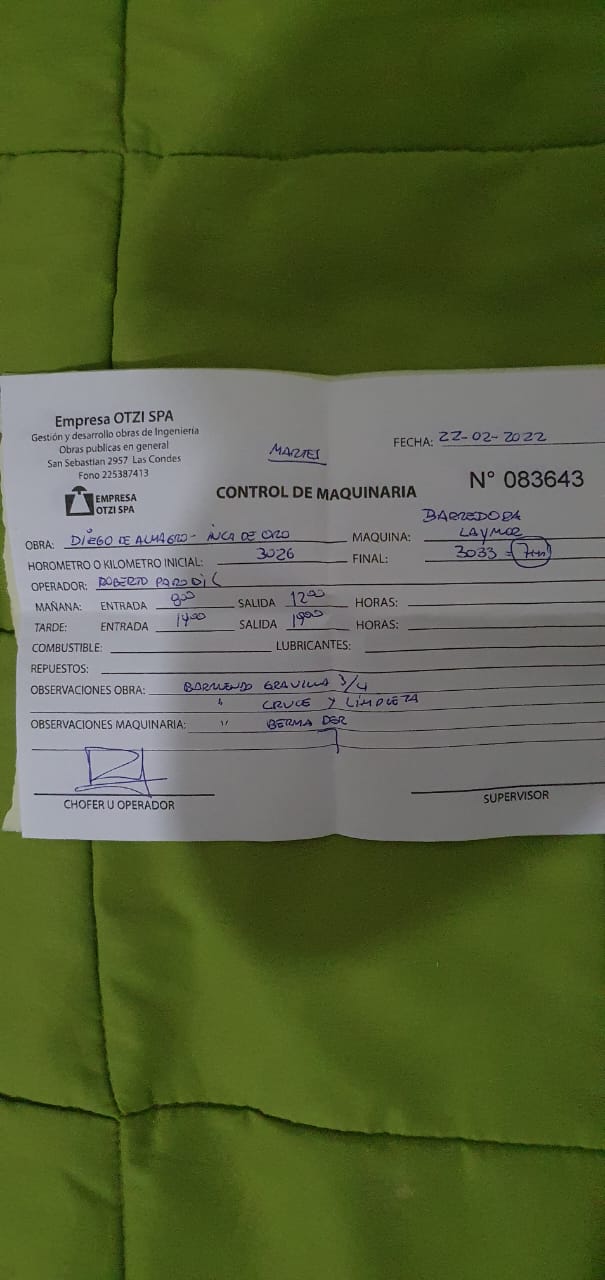 Empresa OTZI SPA
Gestión y desarrollo obras de Ingeniería
Obras publicas en general
San Sebastian 2957 Las Condes
Fono 225387413
EMPRESA
OTZI SPA
MARTES
FECHA: 22-02-2022
CONTROL DE MAQUINARIA
N° 083643
OBRA: DIEGO DE ALMAGRO - INCA DE ORO
MAQUINA: BARREDORA
LAYMOR
HOROMETRO O KILOMETRO INICIAL: 3026
FINAL: 3033 = 7
OPERADOR: ROBERTO PARODI
MAÑANA: ENTRADA 8:00 SALIDA 12:00 HORAS:
TARDE: ENTRADA 14:00 SALIDA 19:00 HORAS:
COMBUSTIBLE: LUBRICANTES:
REPUESTOS:
OBSERVACIONES OBRA: BARRIENDO GRAVILLA 3/4
" CRUCE Y LIMPIEZA
OBSERVACIONES MAQUINARIA: " BERMA DER
CHOFER U OPERADOR
SUPERVISOR